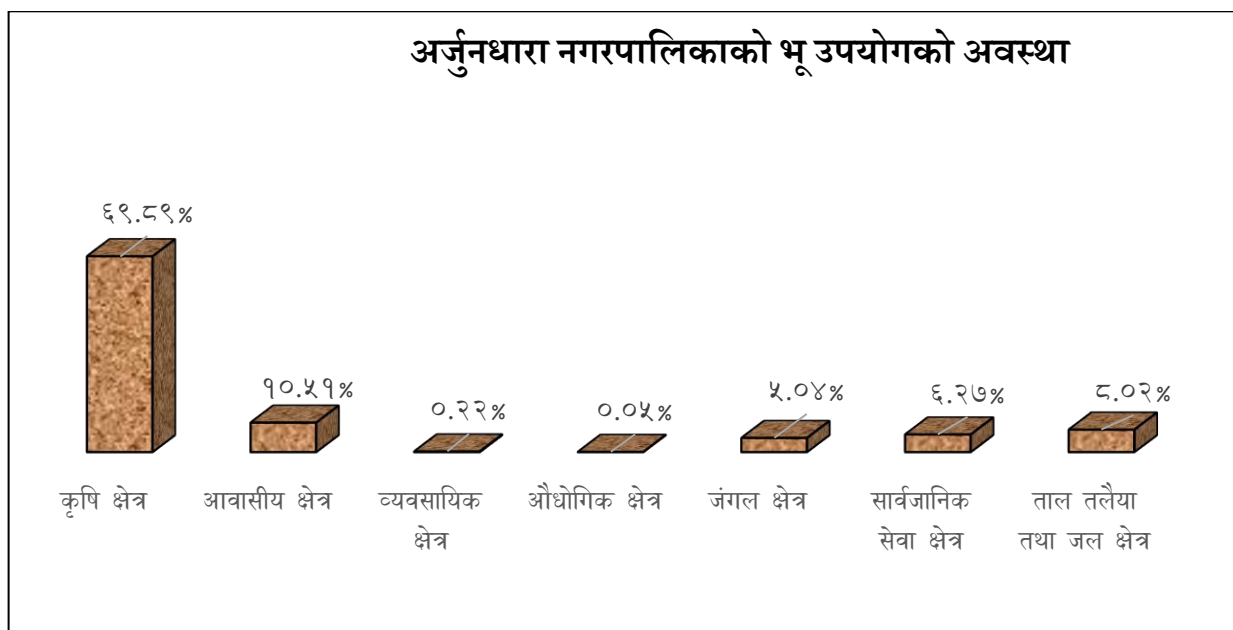 अर्जुनधारा नगरपालिकाको भू उपयोगको अवस्था
६९.८९%
१०.५१%
०.२२%
०.०५%
५.०४%
६.२७%
८.०२%
कृषि क्षेत्र
आवासीय क्षेत्र
व्यवसायिक
क्षेत्र
औधोगिक क्षेत्र
जंगल क्षेत्र
सार्वजानिक
सेवा क्षेत्र
ताल तलैया
तथा जल क्षेत्र